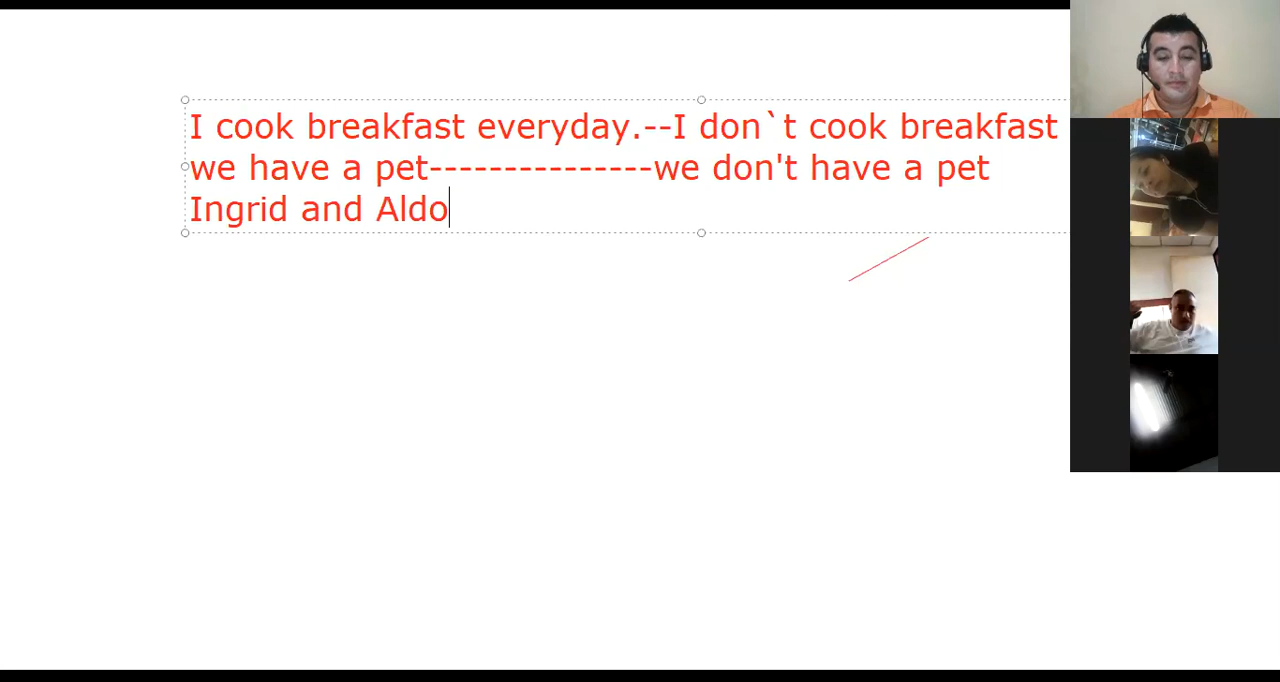 I cook breakfast everyday.--I don`t cook breakfast
we have a pet---------------we don't have a pet
Ingrid and Aldo